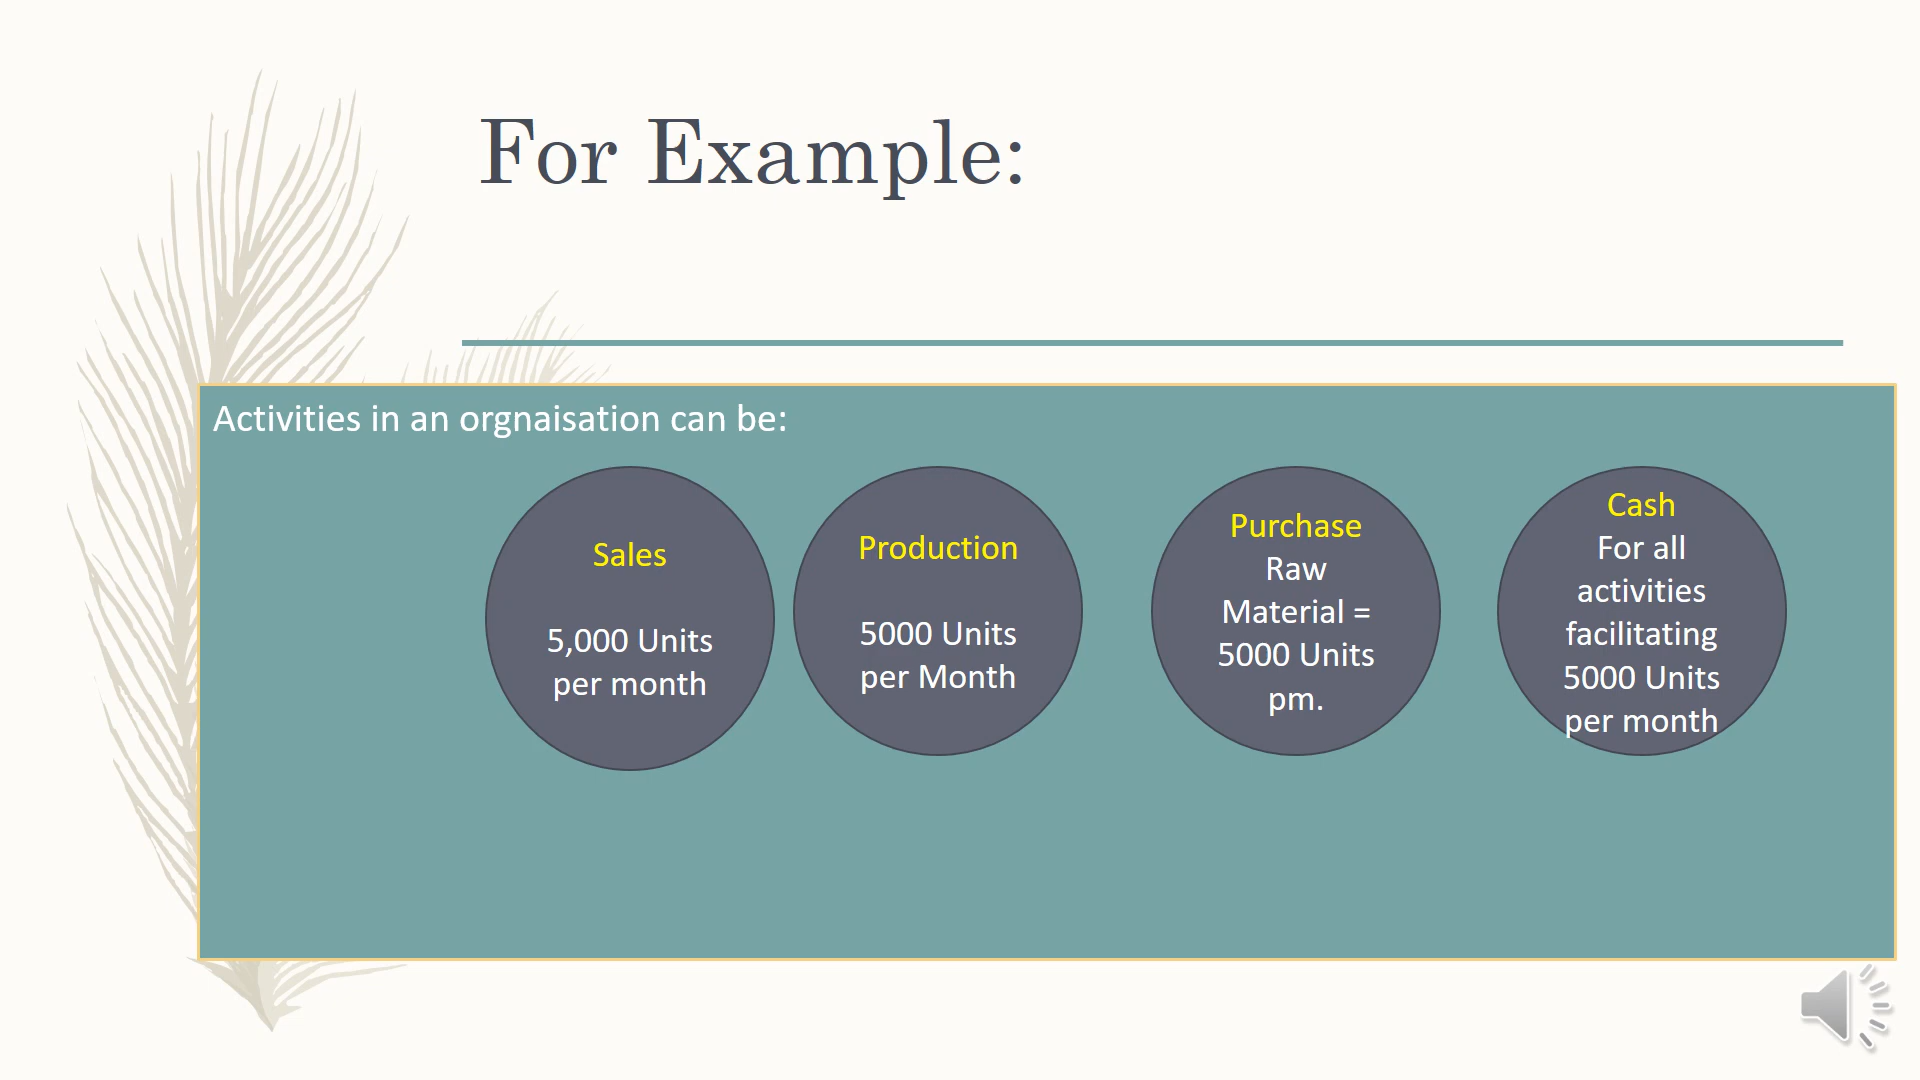 For Example:
Activities in an orgnaisation can be:
Sales
5,000 Units
per month
Production
5000 Units
per Month
Purchase
Raw
Material =
5000 Units
pm.
Cash
For all
activities
facilitating
5000 Units
per month